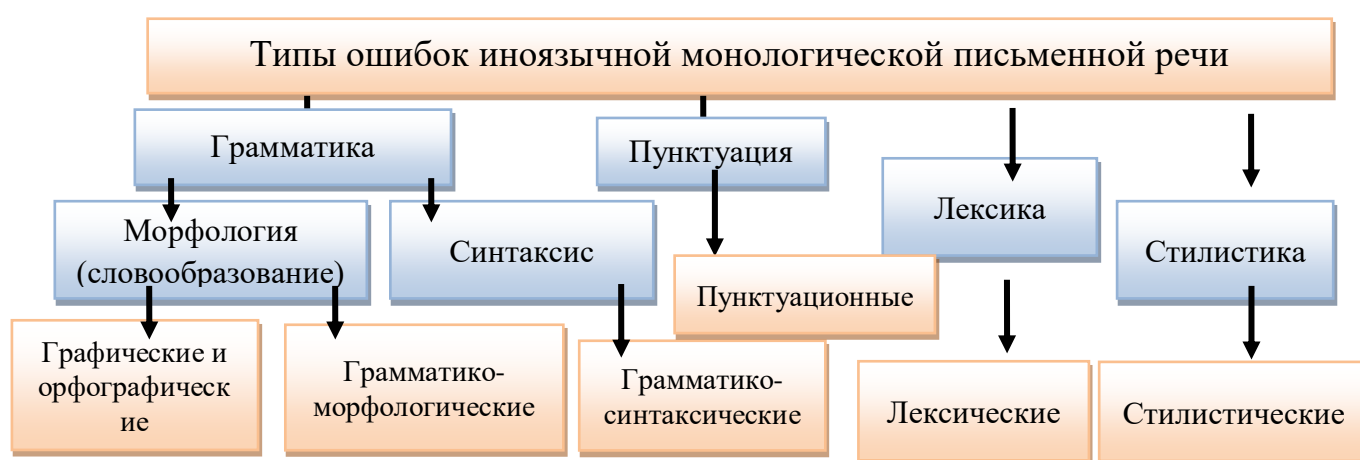 Типы ошибок иноязычной монологической письменной речи
Грамматика
Пунктуация
Лексика
Стилистика
Морфология
(словообразование)
Синтаксис
Пунктуационные
Графические и
орфографическ
ие
Грамматико-
морфологические
Грамматико-
синтаксические
Лексические
Стилистические